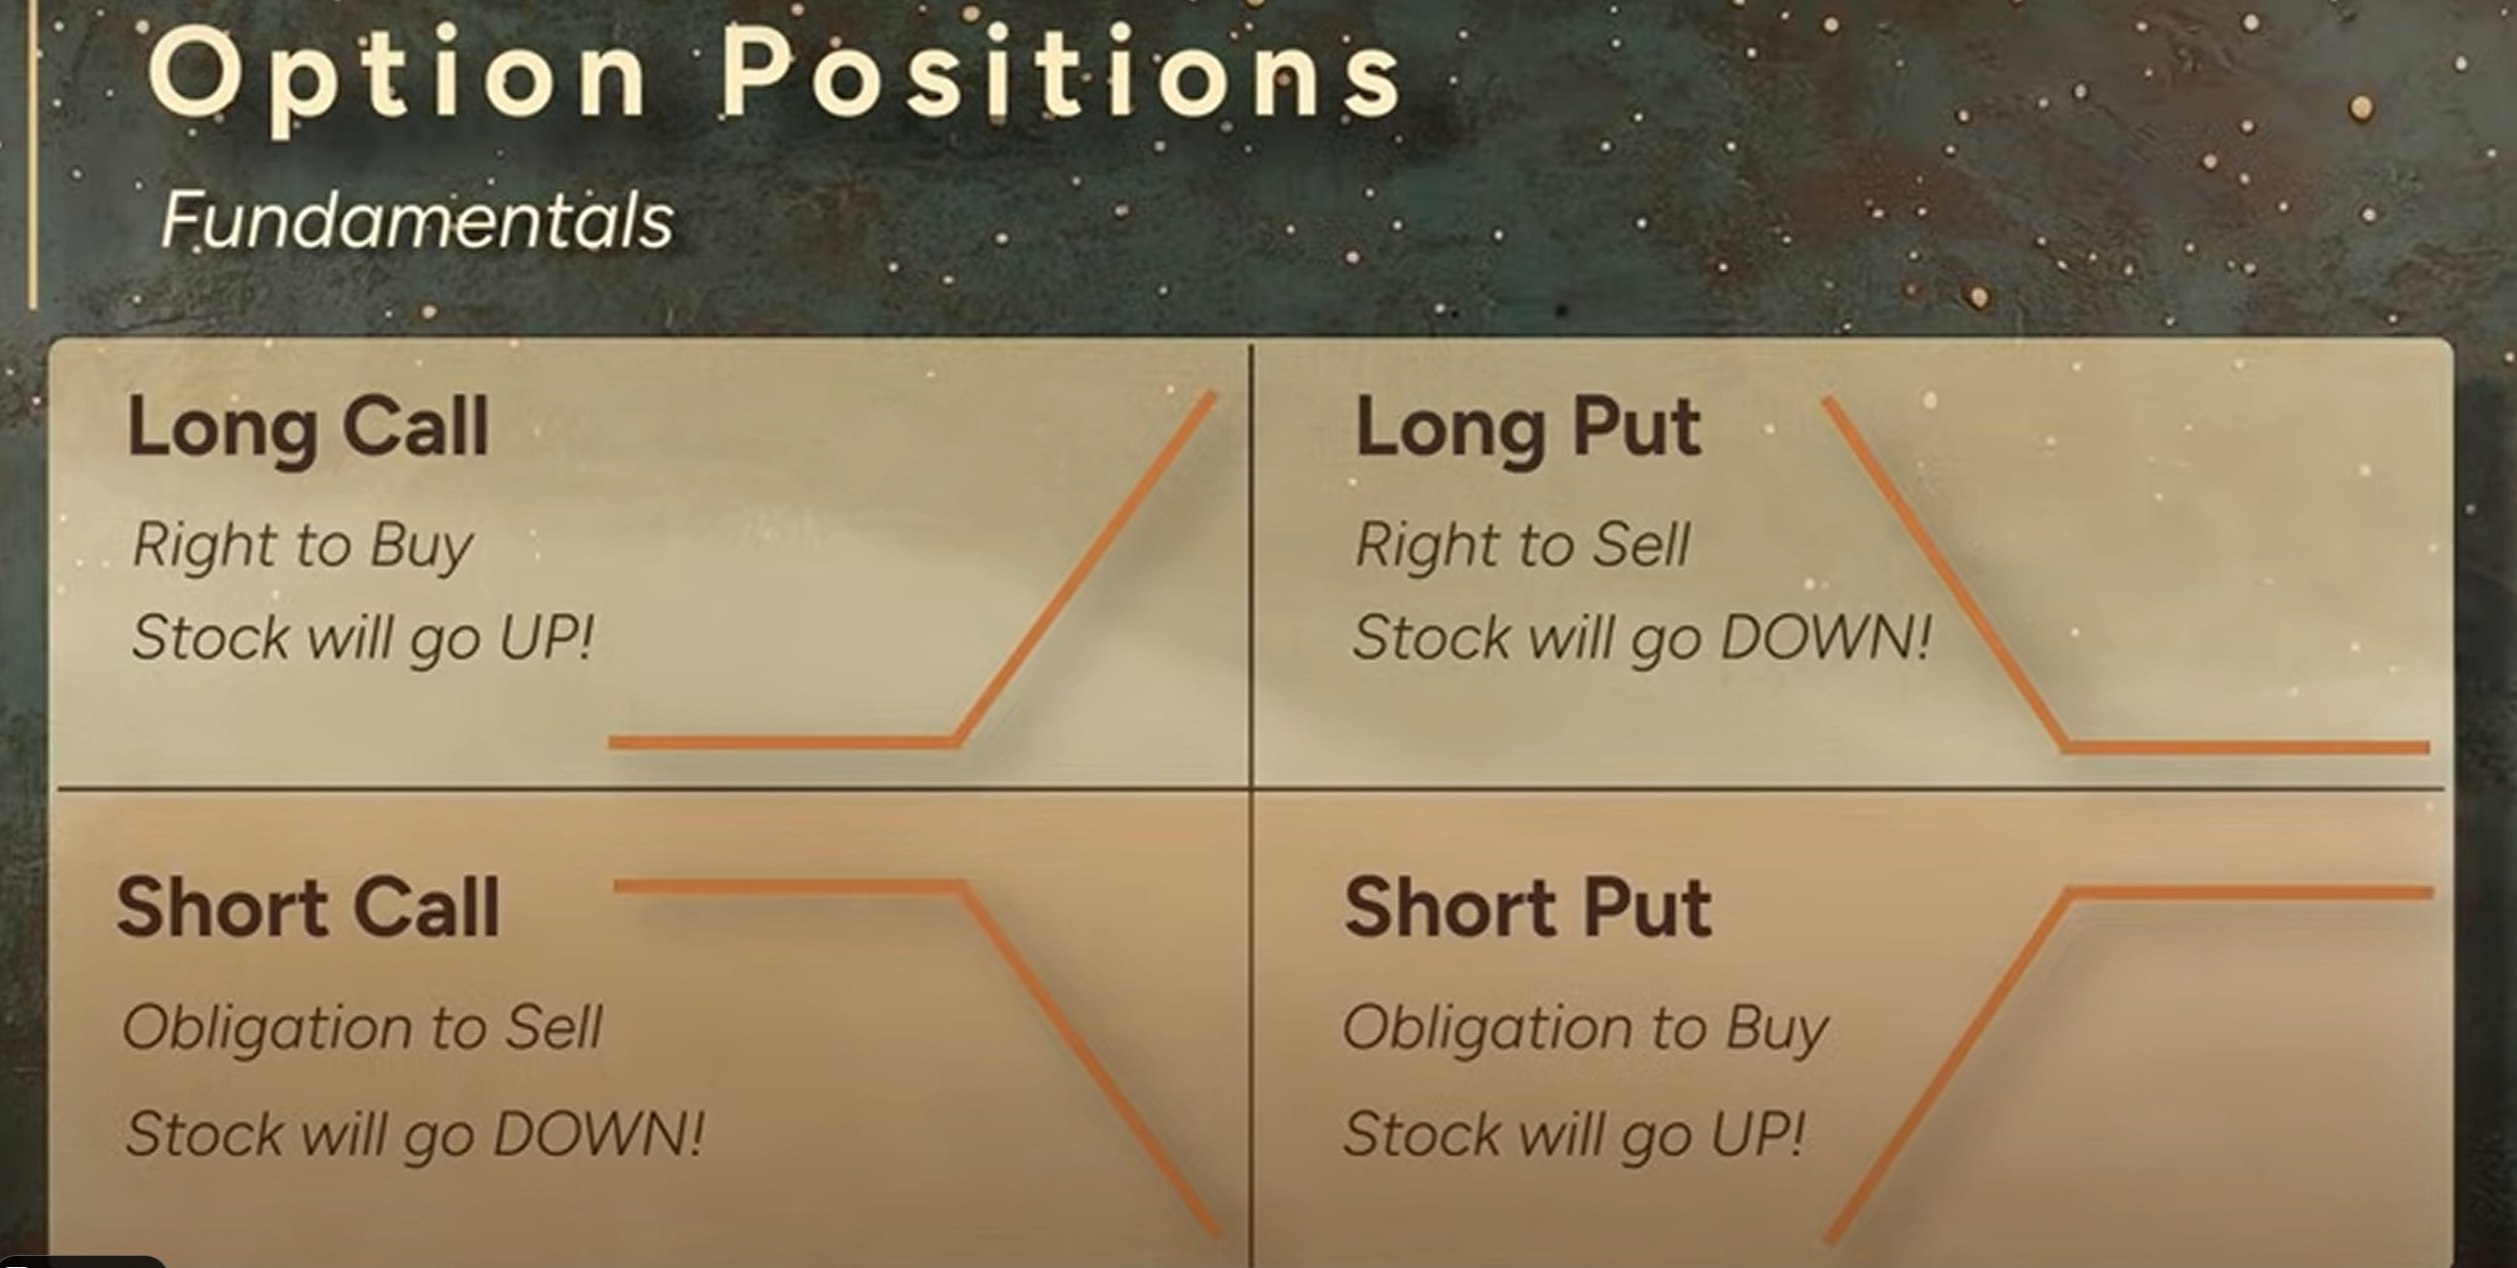 Option Positions
Fundamentals
Long Call
Right to Buy
Stock will go UP!
Long Put
Right to Sell
Stock will go DOWN!
Short Call
Obligation to Sell
Stock will go DOWN!
Short Put
Obligation to Buy
Stock will go UP!